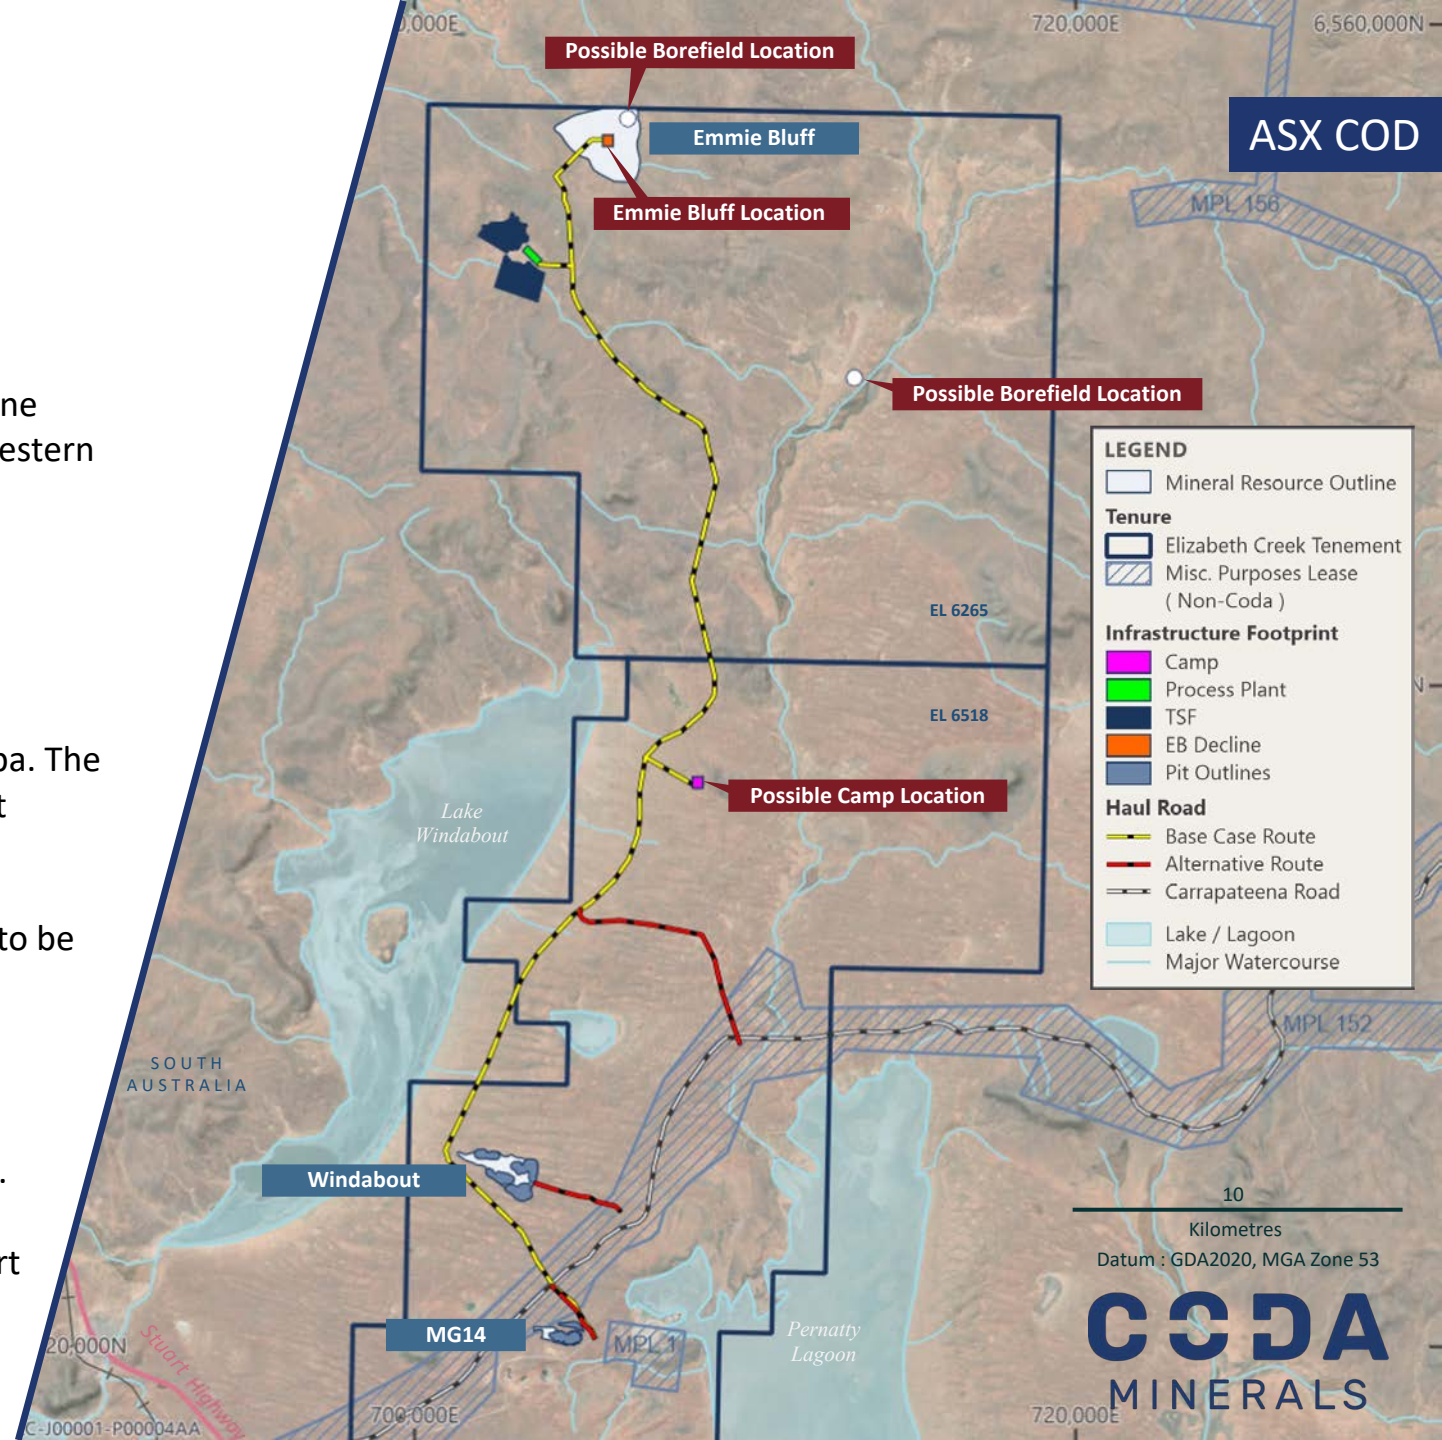 0,000E
720,000E
6,560,000N
Possible Borefield Location
ASX COD
Emmie Bluff
Emmie Bluff Location
MPL 156
ne
estern
Possible Borefield Location
LEGEND
Mineral Resource Outline
Tenure
Elizabeth Creek Tenement
Misc. Purposes Lease
( Non-Coda )
Infrastructure Footprint
Camp
Process Plant
TSF
EB Decline
Pit Outlines
Haul Road
Base Case Route
Alternative Route
Carrapateena Road
Lake / Lagoon
Major Watercourse
EL 6265
N
EL 6518
pa. The
t
Possible Camp Location
Lake
Windabout
to be
MPL 152
SOUTH
AUSTRALIA
.
Windabout
10
Kilometres
Datum : GDA2020, MGA Zone 53
rt
MG14
MPL 1
Pernatty
Lagoon
20,000N
Stuart Highway
CODA
MINERALS
700,000E
720,000E
C-J00001-P00004AA